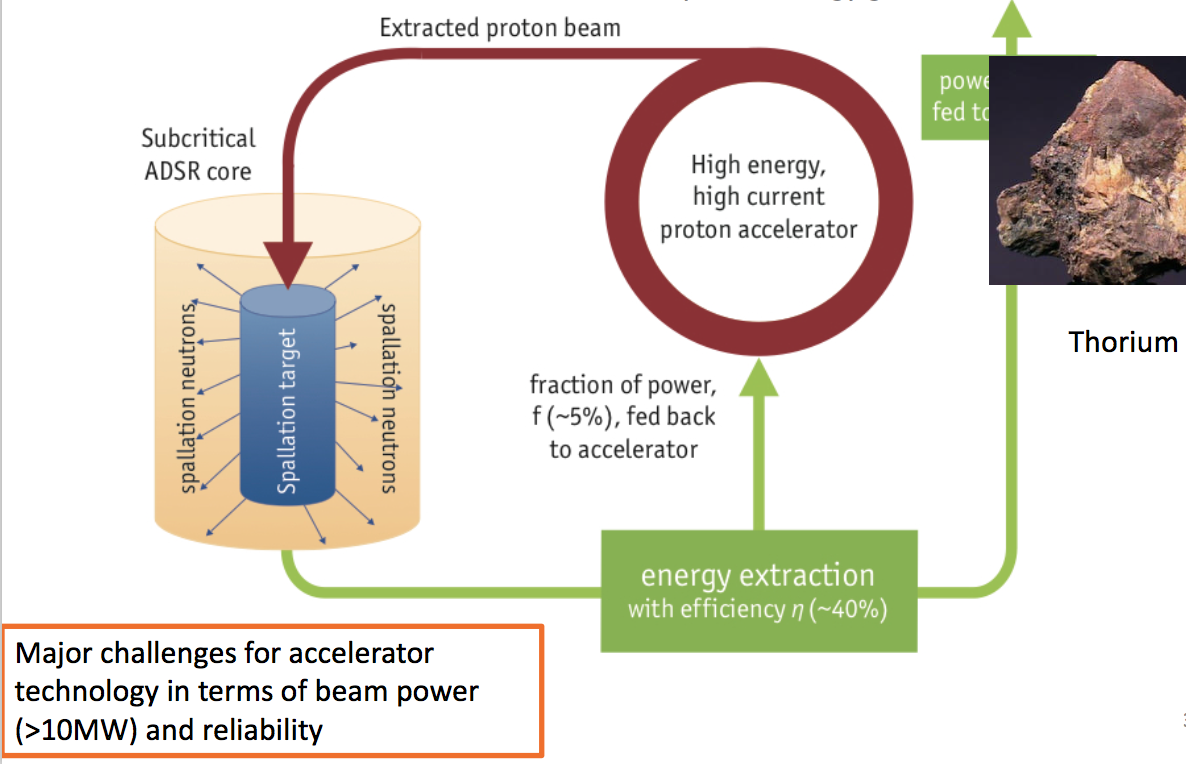 Extracted proton beam
Subcritical
ADSR core
High energy,
high current
proton accelerator
fed
Thorium
spallation neutrons
Spallation target
spallation neutrons
fraction of power,
f (~5%), fed back
to accelerator
energy extraction
with efficiency η (~40%)
Major challenges for accelerator
technology in terms of beam power
(>10MW) and reliability